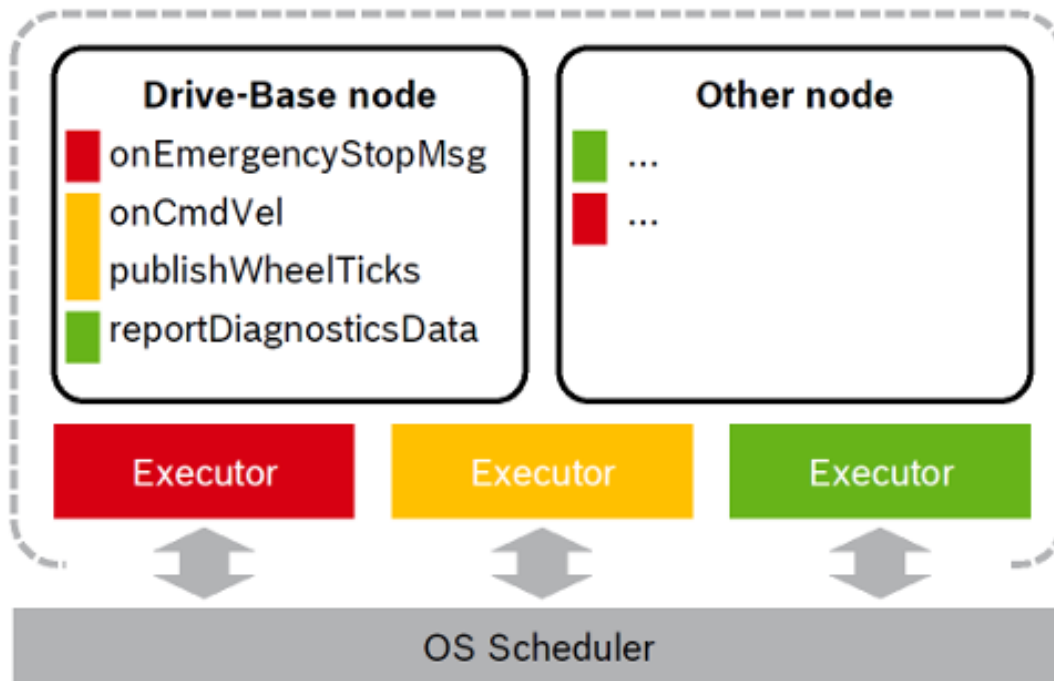 Drive-Base node
onEmergencyStopMsg
onCmdVel
publishWheelTicks
reportDiagnosticsData
Other node
...
...
Executor
Executor
Executor
OS Scheduler